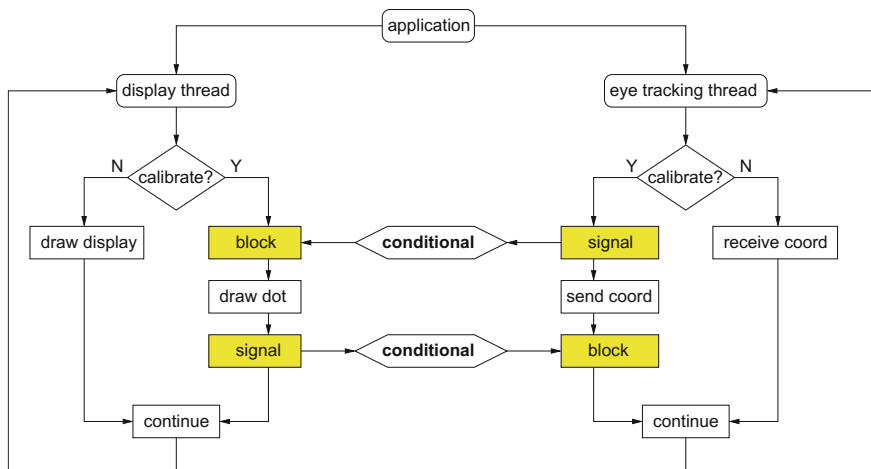 application
display thread
eye tracking thread
N
calibrate?
Y
Y
calibrate?
N
draw display
block
conditional
signal
receive coord
draw dot
send coord
signal
conditional
block
continue
continue